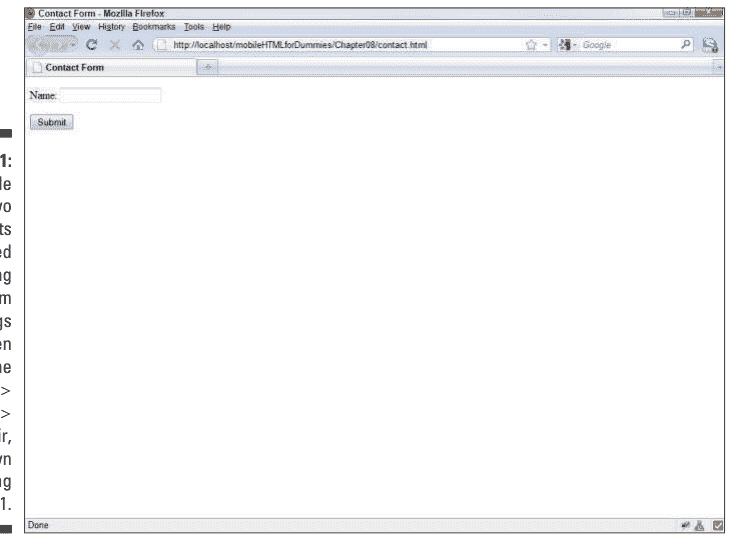 Contact Form - Mozilla Firefox
File Edit View History Bookmarks Tools Help
http://localhost/mobileHTMLforDummies/Chapter08/contact.html
Google
Contact Form
Name:
Submit
1:
le
vo
ts
ed
ng
m
gs
en
ne
>
>
ir,
vn
ng
1.
Done